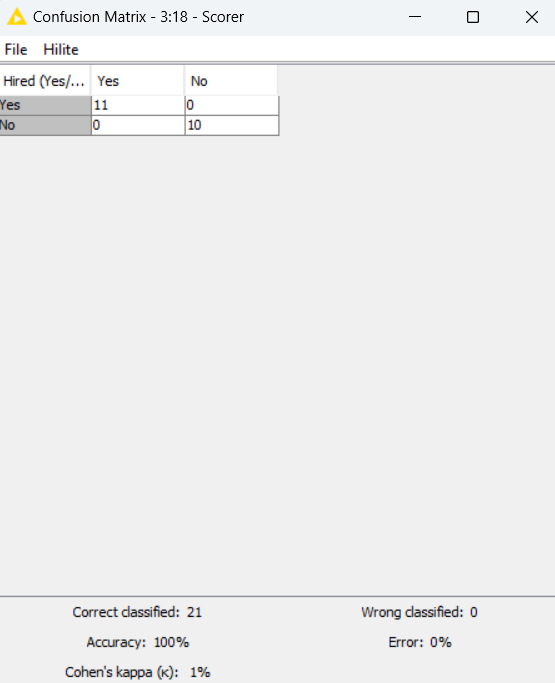 Confusion Matrix - 3:18 - Scorer
File Hilite
Hired (Yes/... Yes No
Yes 11 0
No 0 10
Correct classified: 21 Wrong classified: 0
Accuracy: 100% Error: 0%
Cohen's kappa (κ): 1%